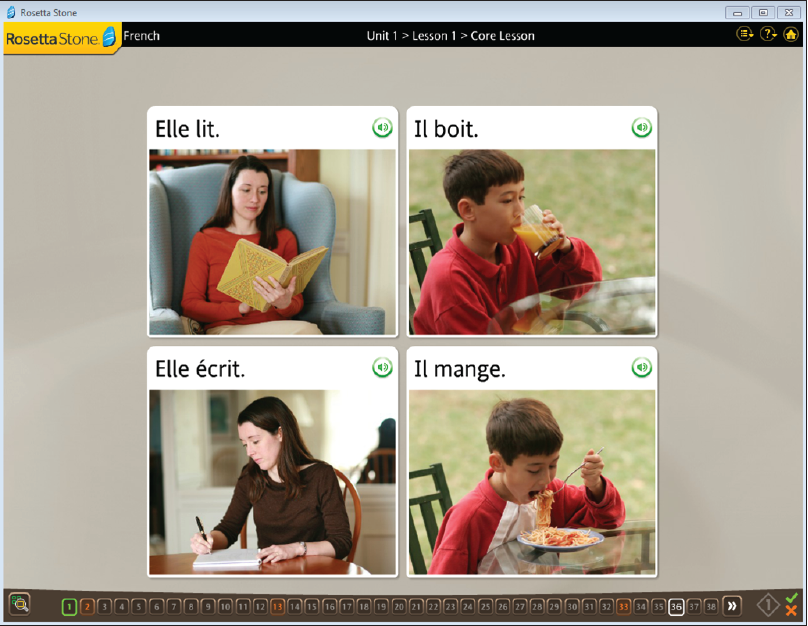 Rosetta Stone
RosettaStone
French
Unit 1 > Lesson 1 > Core Lesson
Elle lit.
Il boit.
Elle écrit.
Il mange.
1 2 3 4 5 6 7 8 9 10 11 12 13 14 15 16 17 18 19 20 21 22 23 24 25 26 27 28 29 30 31 32 33 34 35 36 37 38 » 1